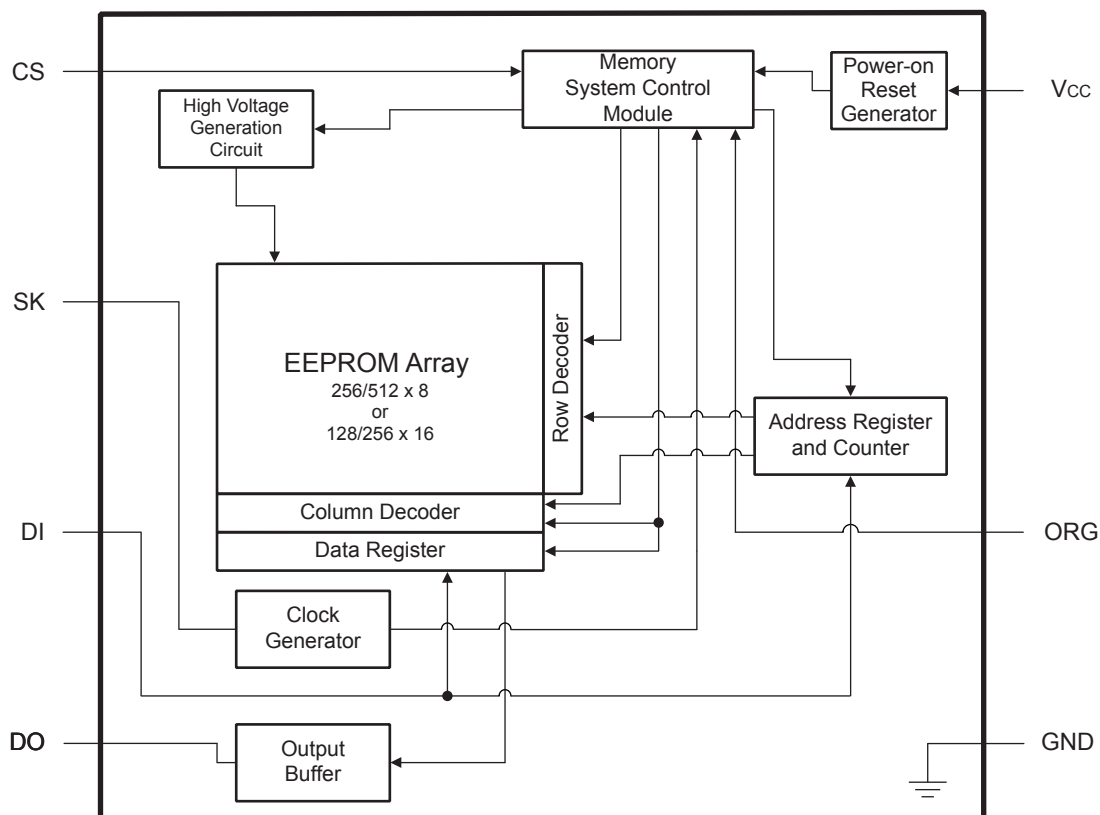 CS
Memory
System Control
Module
Power-on
Reset
Generator
VCC
High Voltage
Generation
Circuit
SK
EEPROM Array
256/512 x 8
or
128/256 x 16
Row Decoder
Address Register
and Counter
Column Decoder
DI
Data Register
ORG
Clock
Generator
DO
Output
Buffer
GND